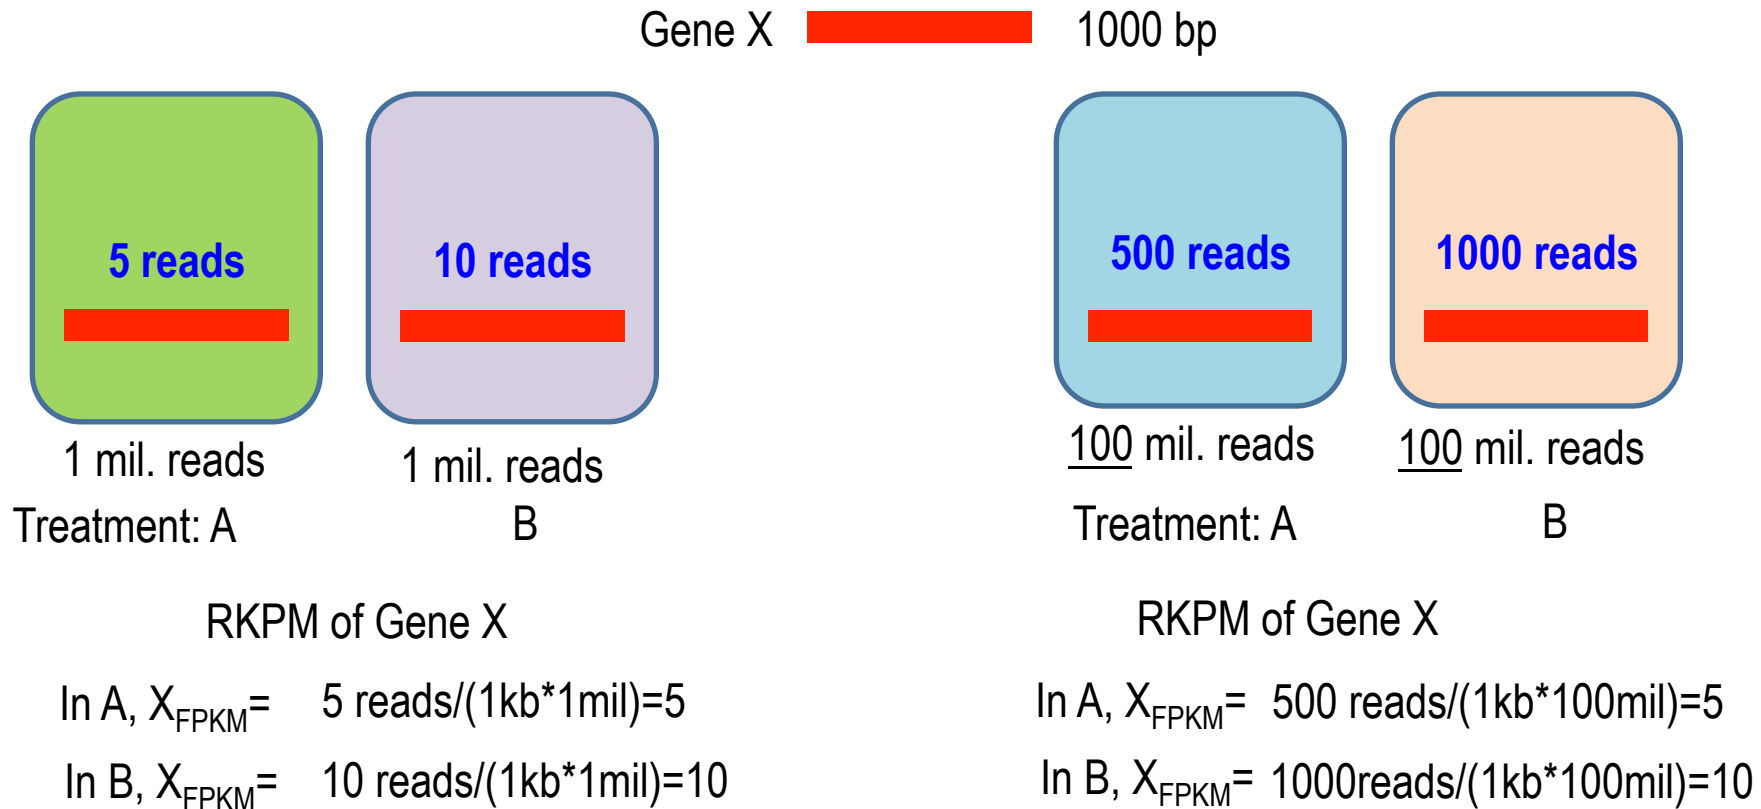 Gene X 1000 bp
5 reads 10 reads
1 mil. reads 1 mil. reads
Treatment: A B
RKPM of Gene X
In A, XFPKM= 5 reads/(1kb*1mil)=5
In B, XFPKM= 10 reads/(1kb*1mil)=10
500 reads 1000 reads
100 mil. reads 100 mil. reads
Treatment: A B
RKPM of Gene X
In A, XFPKM= 500 reads/(1kb*100mil)=5
In B, XFPKM= 1000reads/(1kb*100mil)=10